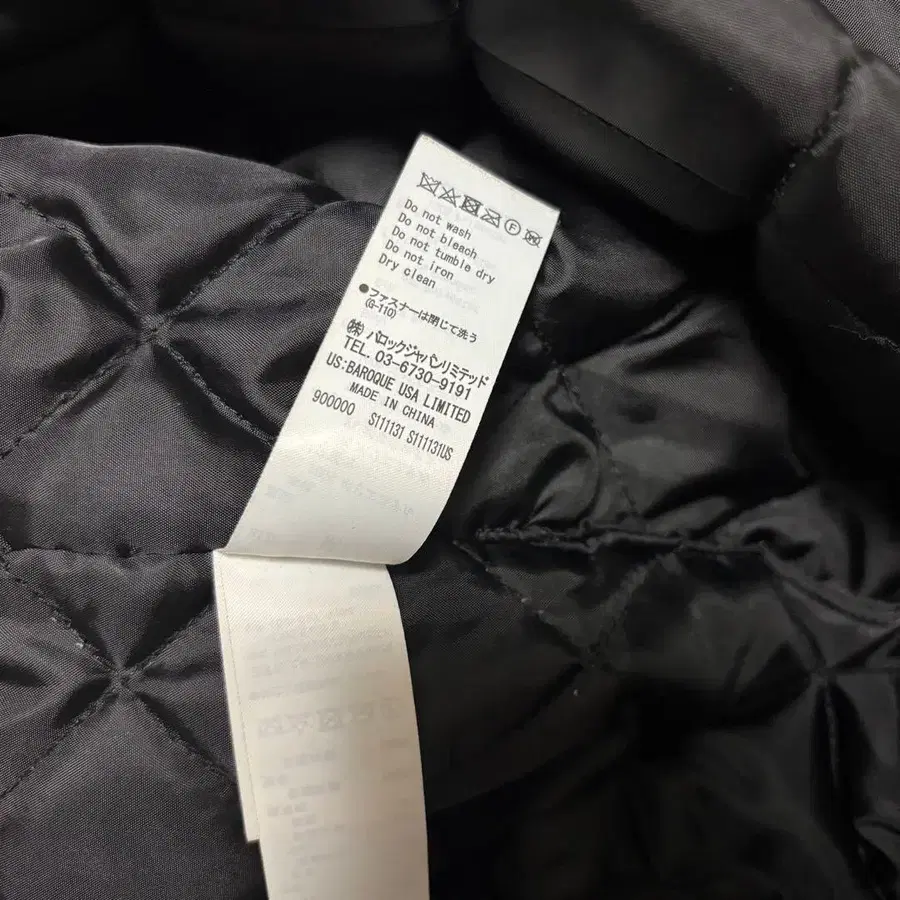 Do not wash
Do not bleach
Do not tumble dry
Do not iron
Dry clean
●ファスナーは閉じて洗う
(G-110)
㈱バロックジャパンリミテッド
TEL. 03-6730-9191
US:BAROQUE USA LIMITED
MADE IN CHINA
900000 S111131 S111131US